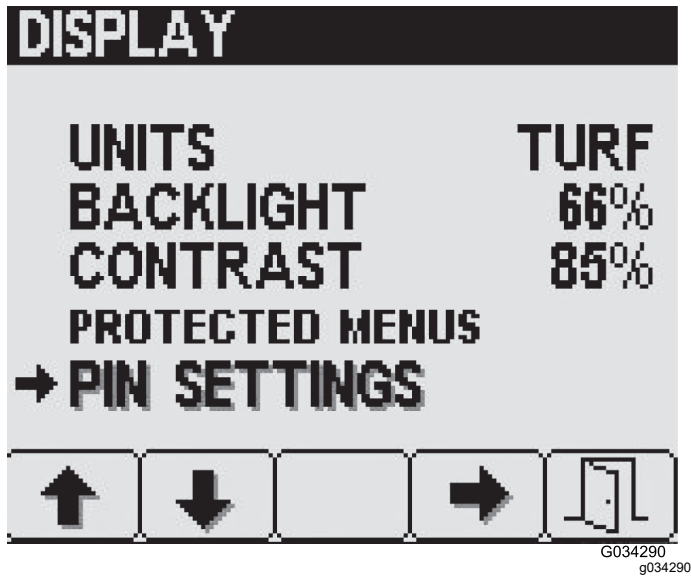 DISPLAY
UNITS TURF
BACKLIGHT 66%
CONTRAST 85%
PROTECTED MENUS
PIN SETTINGS
G034290
g034290